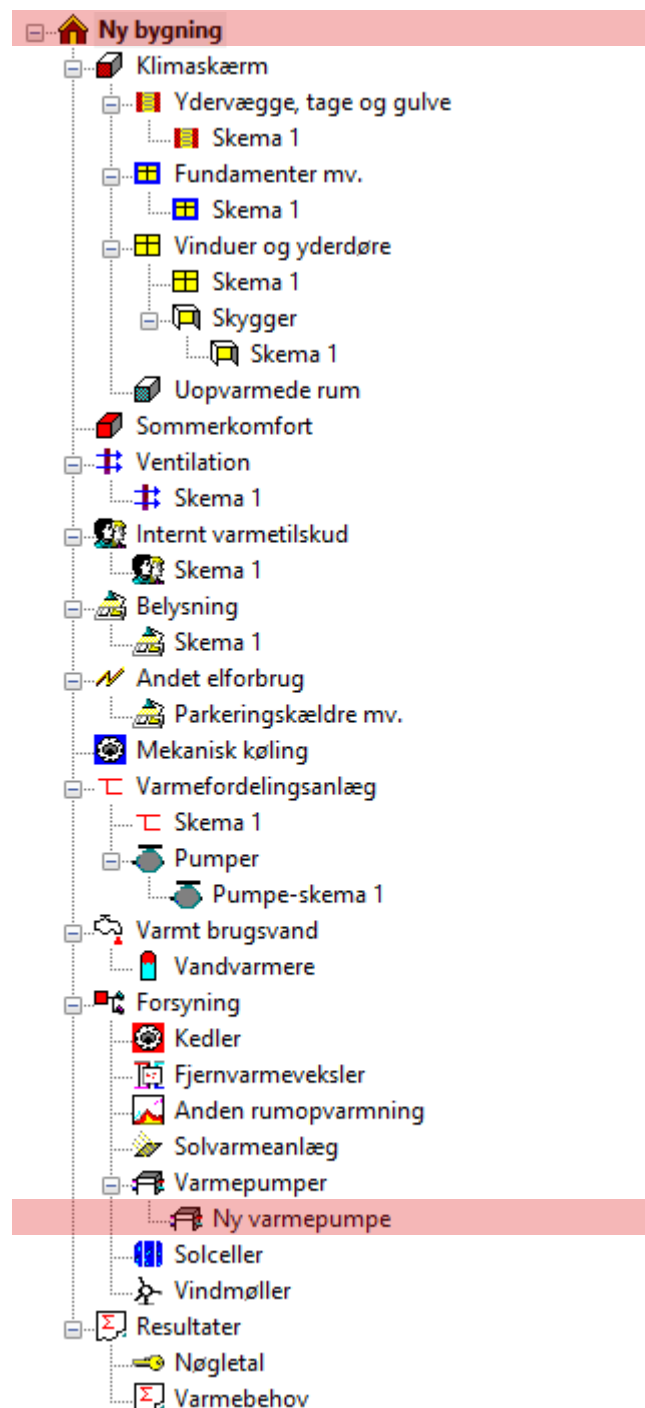 Ny bygning
Klimaskærm
Ydervægge, tage og gulve
Skema 1
Fundamenter mv.
Skema 1
Vinduer og yderdøre
Skema 1
Skygger
Skema 1
Uopvarmede rum
Sommerkomfort
Ventilation
Skema 1
Internt varmetilskud
Skema 1
Belysning
Skema 1
Andet elforbrug
Parkeringskældre mv.
Mekanisk køling
Varmefordelingsanlæg
Skema 1
Pumper
Pumpe-skema 1
Varmt brugsvand
Vandvarmere
Forsyning
Kedler
Fjernvarmeveksler
Anden rumopvarmning
Solvarmeanlæg
Varmepumper
Ny varmepumpe
Solceller
Vindmøller
Resultater
Nøgletal
Varmebehov